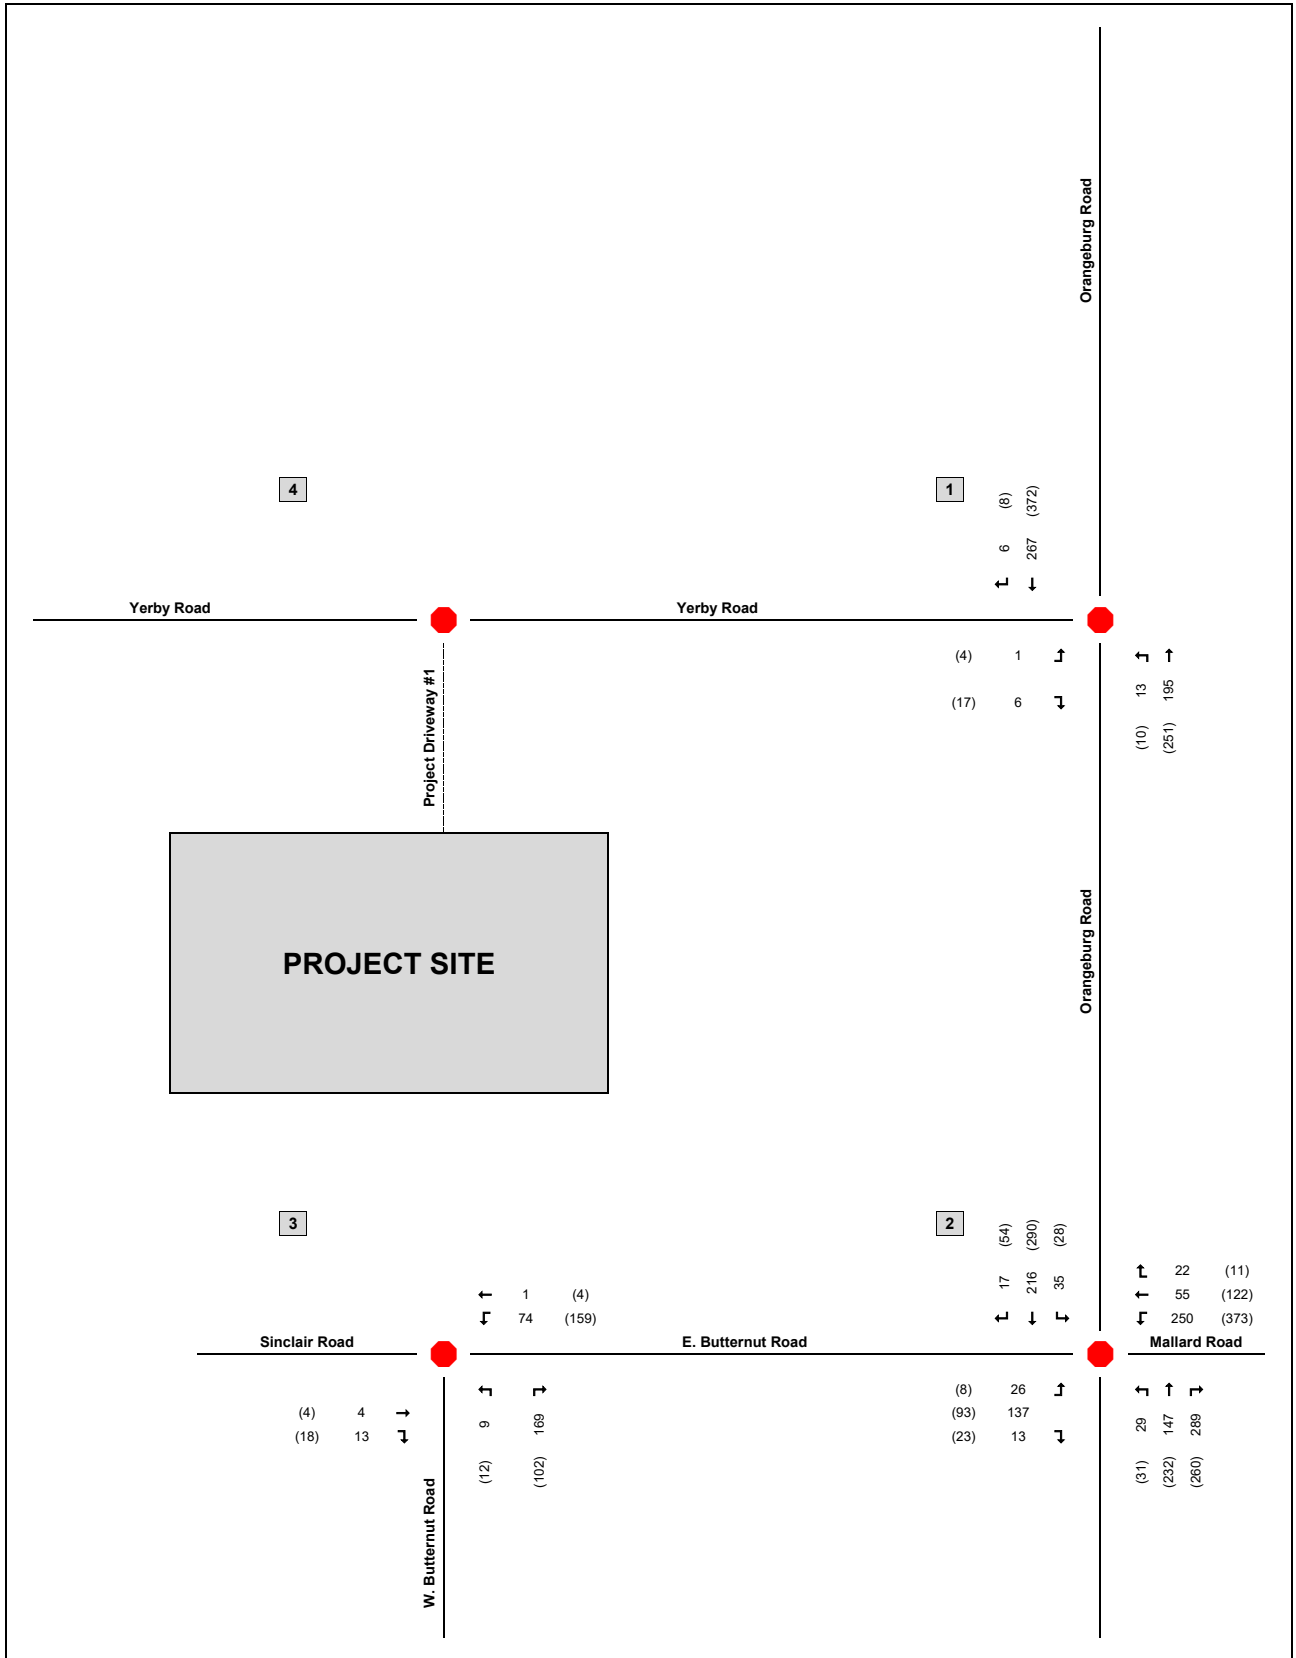 Orangeburg Road
4
1
(8)
(372)
6
267
Yerby Road
Yerby Road
(4) 1
(17) 6
13 195
(10) (251)
Project Driveway #1
PROJECT SITE
Orangeburg Road
3
2
(54) (290) (28)
17 216 35
22 (11)
55 (122)
250 (373)
1 (4)
74 (159)
Sinclair Road
E. Butternut Road
Mallard Road
(4) 4
(18) 13
9 169
(12) (102)
(8) 26
(93) 137
(23) 13
29 147 289
(31) (232) (260)
W. Butternut Road